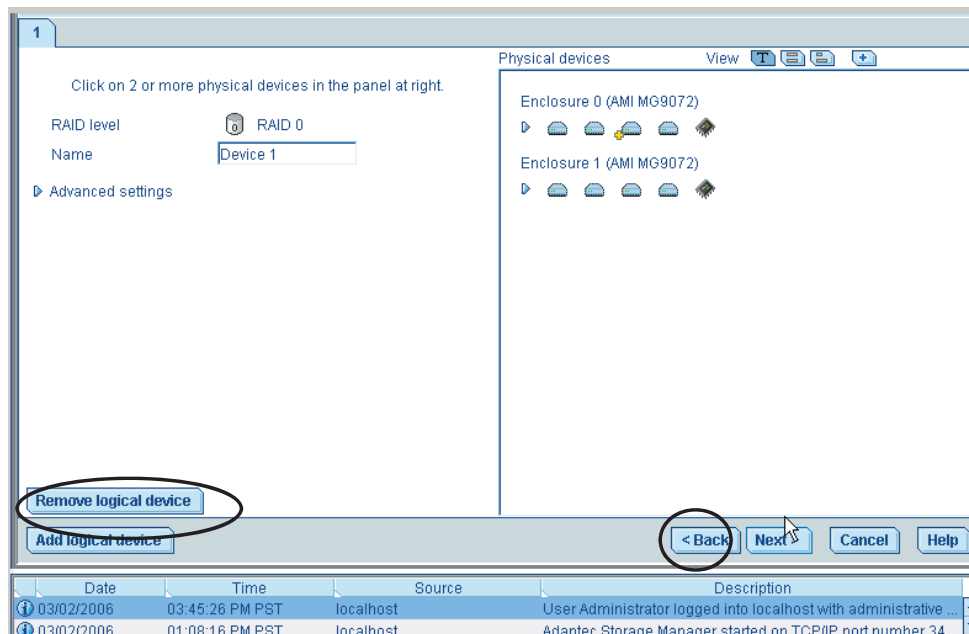 1
Physical devices View T
Click on 2 or more physical devices in the panel at right.
Enclosure 0 (AMI MG9072)
RAID level 0 RAID 0
Name Device 1
Enclosure 1 (AMI MG9072)
Advanced settings
Remove logical device
Add logical device < Back Next > Cancel Help
Date Time Source Description
03/02/2006 03:45:26 PM PST localhost User Administrator logged into localhost with administrative ...
03/02/2006 01:08:16 PM PST localhost Adaptec Storage Manager started on TCP/IP port number 34